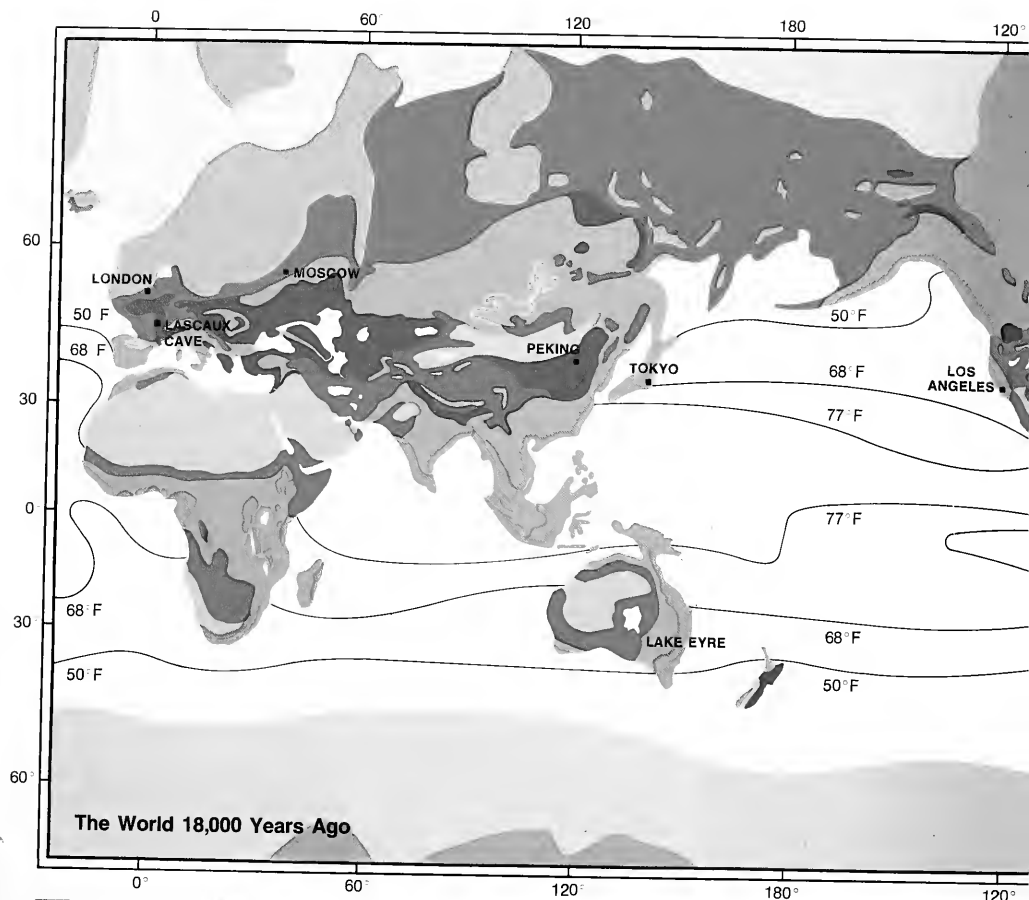 0 60° 120 180 120°
60
LONDON
MOSCOW
50 F
LASCAUX
CAVE
50°F
68 F
PEKING
TOKYO
68°F
LOS
ANGELES
30
77°F
0°
77°F
68°F
30°
LAKE EYRE
68°F
50°F
50°F
60°
The World 18,000 Years Ago
0° 60° 120° 180° 120°